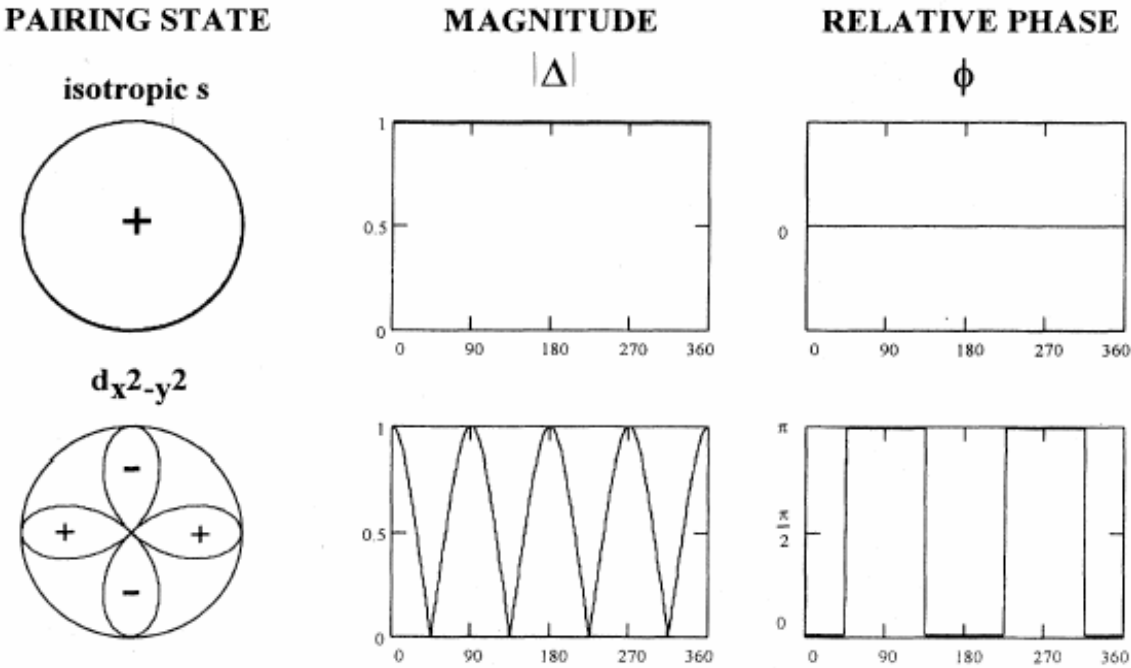 PAIRING STATE MAGNITUDE RELATIVE PHASE
|Δ| ϕ
isotropic s
+
1
0.5
0
0 90 180 270 360
0
0 90 180 270 360
dx2-y2
-
+ +
-
1
0.5
0
0 90 180 270 360
π
π/2
0
0 90 180 270 360